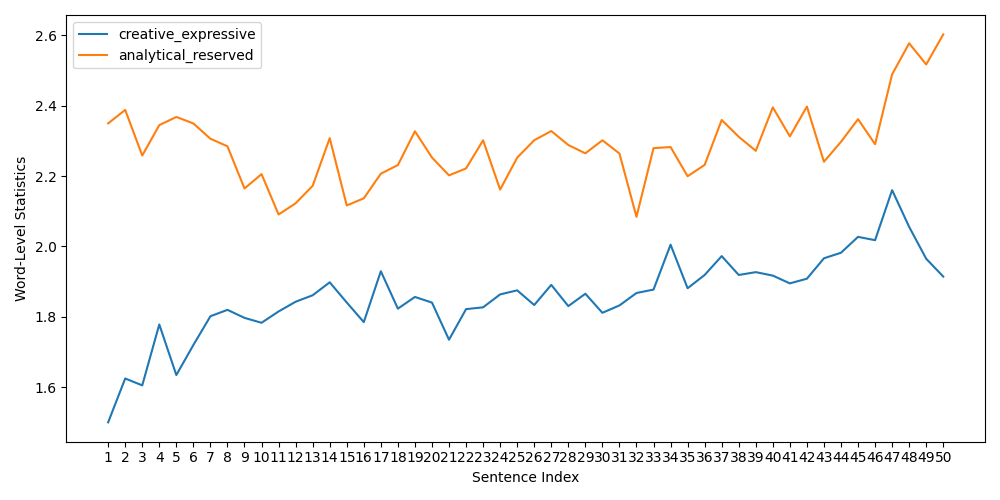 creative_expressive
analytical_reserved
Word-Level Statistics
2.6
2.4
2.2
2.0
1.8
1.6
1 2 3 4 5 6 7 8 9 10 11 12 13 14 15 16 17 18 19 20 21 22 23 24 25 26 27 28 29 30 31 32 33 34 35 36 37 38 39 40 41 42 43 44 45 46 47 48 49 50
Sentence Index